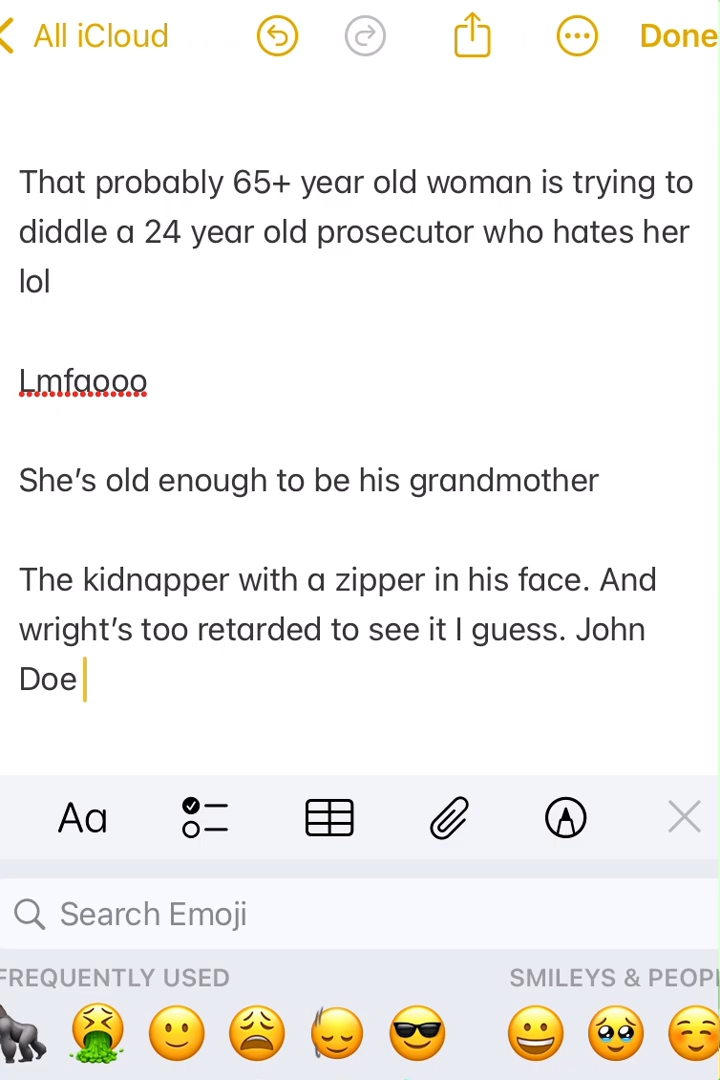 All iCloud
Done
That probably 65+ year old woman is trying to
diddle a 24 year old prosecutor who hates her
lol
Lmfaooo
She’s old enough to be his grandmother
The kidnapper with a zipper in his face. And
wright’s too retarded to see it I guess. John
Doe
Aa
Search Emoji
FREQUENTLY USED
SMILEYS & PEOPL